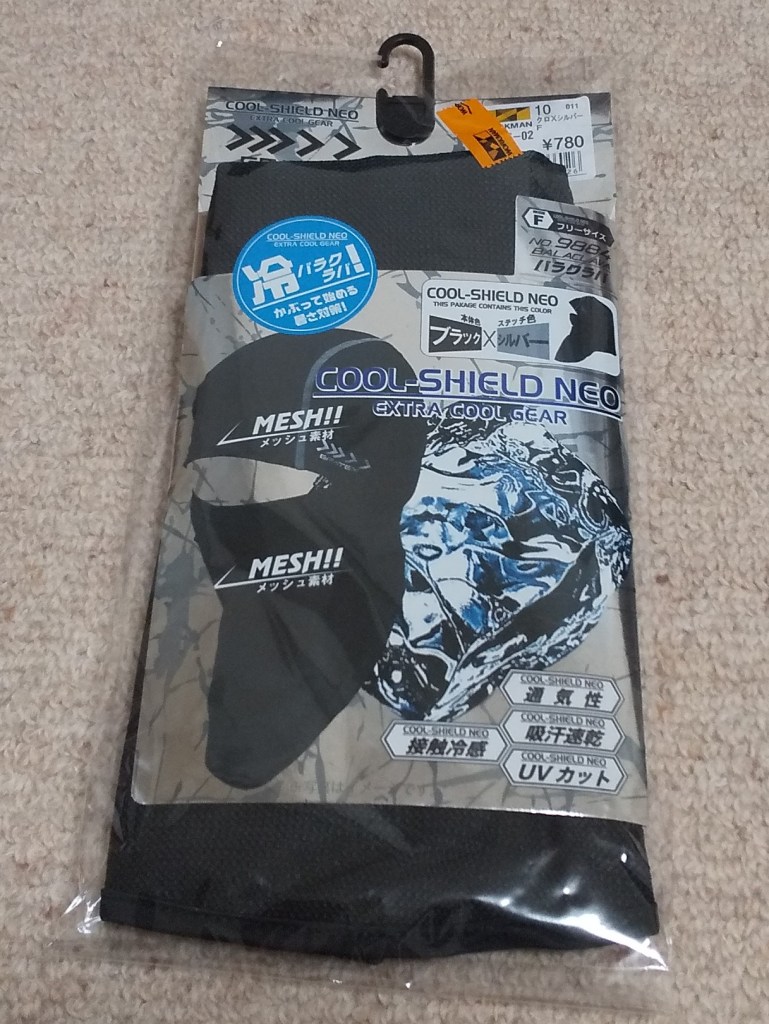 COOL-SHIELD NEO
EXTRA COOL GEAR
10
011
クロXシルバー
F
KMAN
-02
¥780
F
フリーサイズ
NO.988
バラクラバ
COOL-SHIELD NEO
EXTRA COOL GEAR
冷バラクラバ!
かぶって始める
暑さ対策!
COOL-SHIELD NEO
THIS PAKAGE CONTAINS THIS COLOR
本体色
ブラック
×
ステッチ色
シルバー
COOL-SHIELD NEO
EXTRA COOL GEAR
MESH!!
メッシュ素材
MESH!!
メッシュ素材
COOL-SHIELD NEO
通気性
COOL-SHIELD NEO
接触冷感
COOL-SHIELD NEO
吸汗速乾
COOL-SHIELD NEO
UVカット